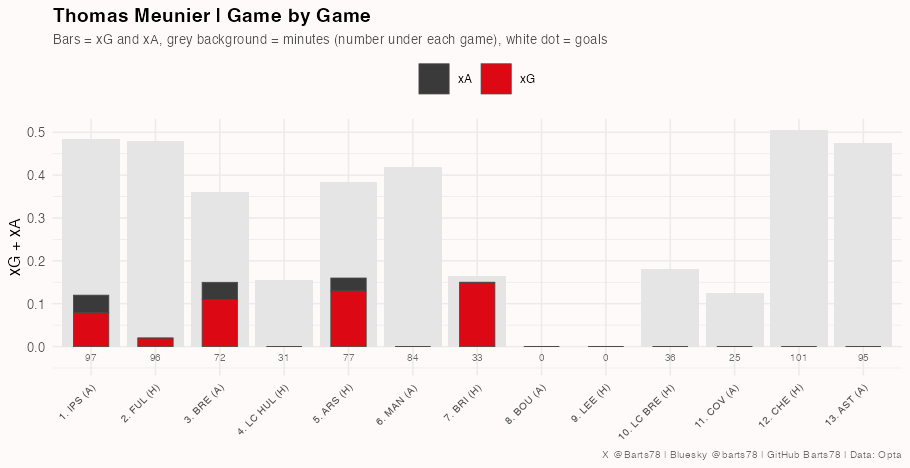 Thomas Meunier | Game by Game
Bars = xG and xA, grey background = minutes (number under each game), white dot = goals
xA xG
xG + xA
0.5
0.4
0.3
0.2
0.1
0.0
97 96 72 31 77 84 33 0 0 36 25 101 95
1. IPS (A) 2. FUL (H) 3. BRE (A) 4. LC HUL (H) 5. ARS (H) 6. MAN (A) 7. BRI (H) 8. BOU (A) 9. LEE (H) 10. LC BRE (H) 11. COV (A) 12. CHE (H) 13. AST (A)
X @Barts78 | Bluesky @barts78 | GitHub Barts78 | Data: Opta